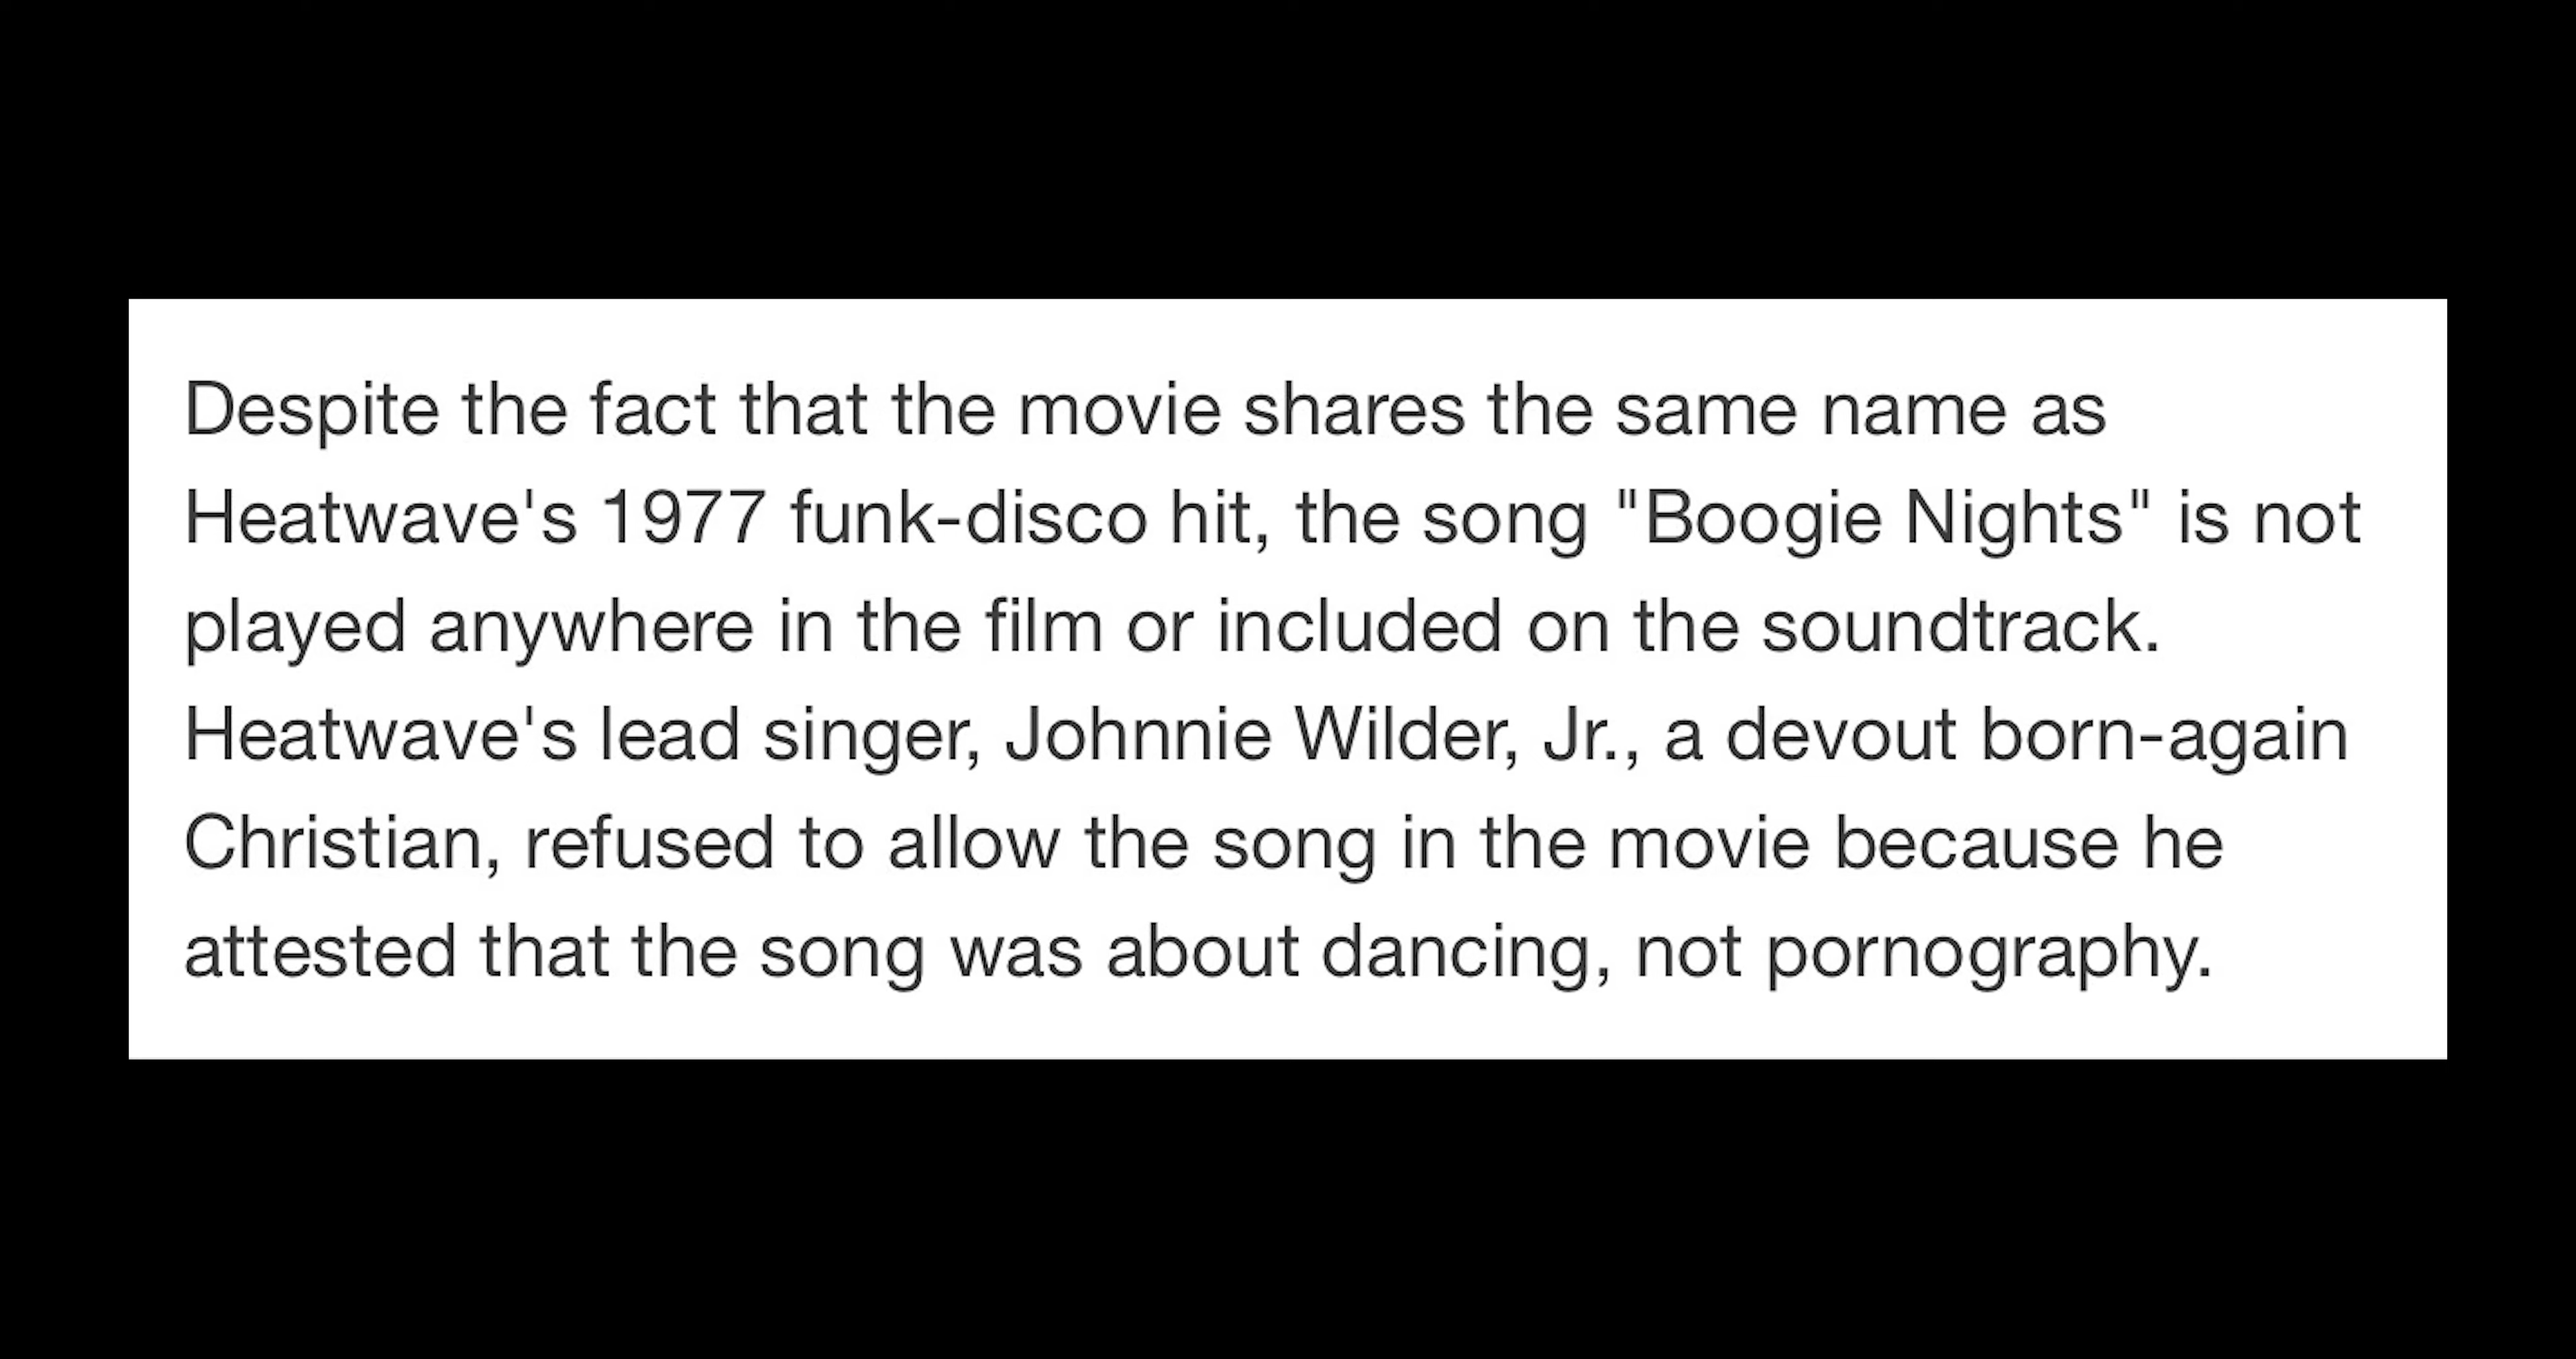 Despite the fact that the movie shares the same name as
Heatwave's 1977 funk-disco hit, the song "Boogie Nights" is not
played anywhere in the film or included on the soundtrack.
Heatwave's lead singer, Johnnie Wilder, Jr., a devout born-again
Christian, refused to allow the song in the movie because he
attested that the song was about dancing, not pornography.